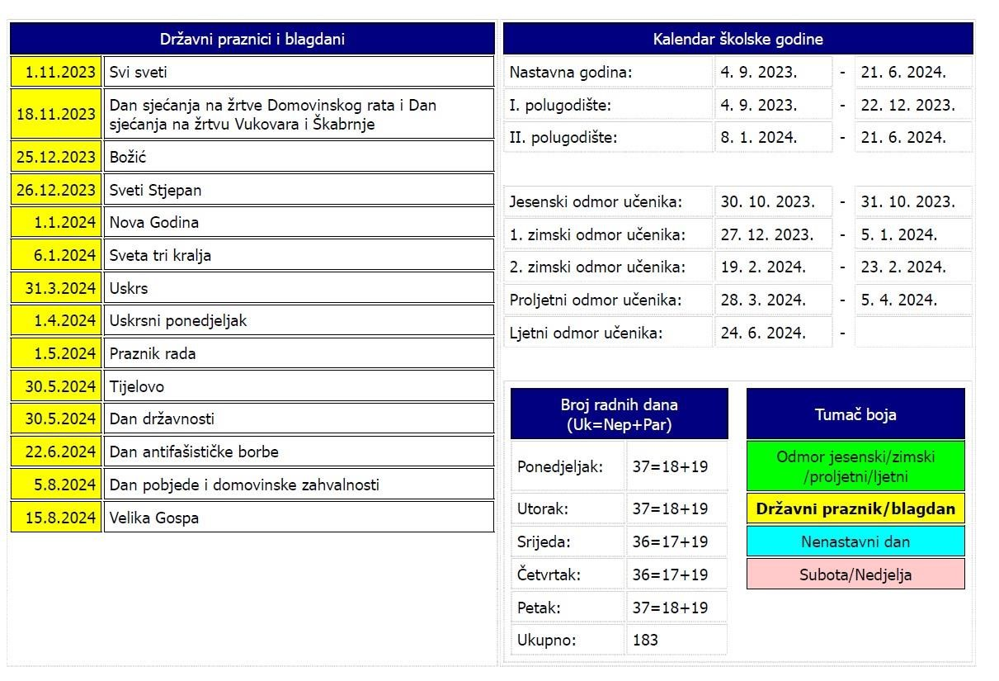 Državni praznici i blagdani
1.11.2023 Svi sveti
18.11.2023 Dan sjećanja na žrtve Domovinskog rata i Dan
sjećanja na žrtvu Vukovara i Škabrnje
25.12.2023 Božić
26.12.2023 Sveti Stjepan
1.1.2024 Nova Godina
6.1.2024 Sveta tri kralja
31.3.2024 Uskrs
1.4.2024 Uskrsni ponedjeljak
1.5.2024 Praznik rada
30.5.2024 Tijelovo
30.5.2024 Dan državnosti
22.6.2024 Dan antifašističke borbe
5.8.2024 Dan pobjede i domovinske zahvalnosti
15.8.2024 Velika Gospa
Kalendar školske godine
Nastavna godina: 4. 9. 2023. - 21. 6. 2024.
I. polugodište: 4. 9. 2023. - 22. 12. 2023.
II. polugodište: 8. 1. 2024. - 21. 6. 2024.
Jesenski odmor učenika: 30. 10. 2023. - 31. 10. 2023.
1. zimski odmor učenika: 27. 12. 2023. - 5. 1. 2024.
2. zimski odmor učenika: 19. 2. 2024. - 23. 2. 2024.
Proljetni odmor učenika: 28. 3. 2024. - 5. 4. 2024.
Ljetni odmor učenika: 24. 6. 2024. -
Broj radnih dana
(Uk=Nep+Par)
Ponedjeljak: 37=18+19
Utorak: 37=18+19
Srijeda: 36=17+19
Četvrtak: 36=17+19
Petak: 37=18+19
Ukupno: 183
Tumač boja
Odmor jesenski/zimski
/proljetni/ljetni
Državni praznik/blagdan
Nenastavni dan
Subota/Nedjelja